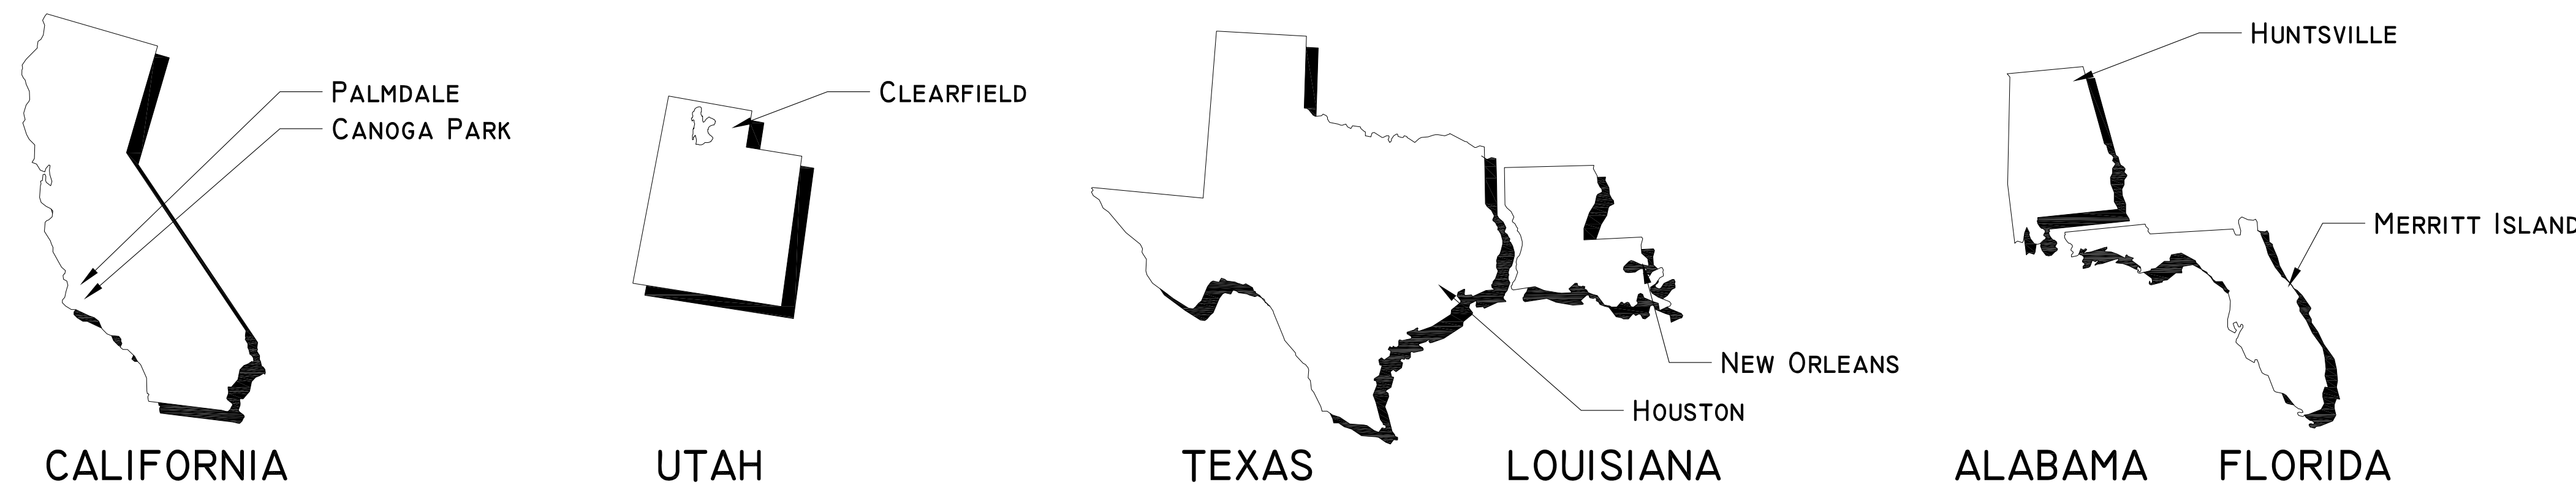 Palmdale
Canoga Park
CALIFORNIA
Clearfield
UTAH
Houston
TEXAS
New Orleans
LOUISIANA
Huntsville
ALABAMA
Merritt Island
FLORIDA